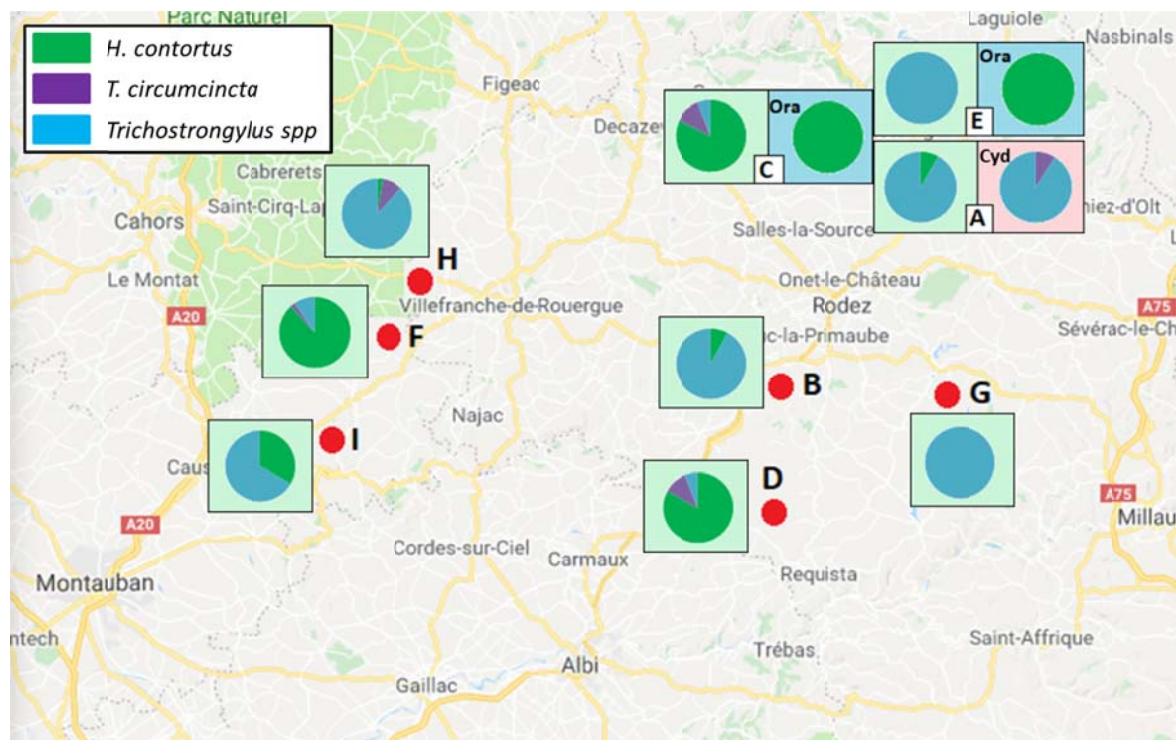 Parc Naturel
Laguiole
Nasbinals
H. contortus
T. circumcincta
Trichostrongylus spp
Figeac
Decazev
Ora
E
Ora
C
Cyd
A
Cabrerets
Saint-Cirq-Lap
Cahors
niez-d'Olt
Salles-la-Source
Le Montat
H
Onet-le-Château
Villefranche-de-Rouergue
Rodez
A75
A20
F
uc-la-Primaube
Sévérac-le-Ch
B
G
Najac
I
Caus
D
A75
A20
Millau
Cordes-sur-Ciel
Carmaux
Montauban
Requista
ntech
Saint-Affrique
Trébas
Albi
Gaillac